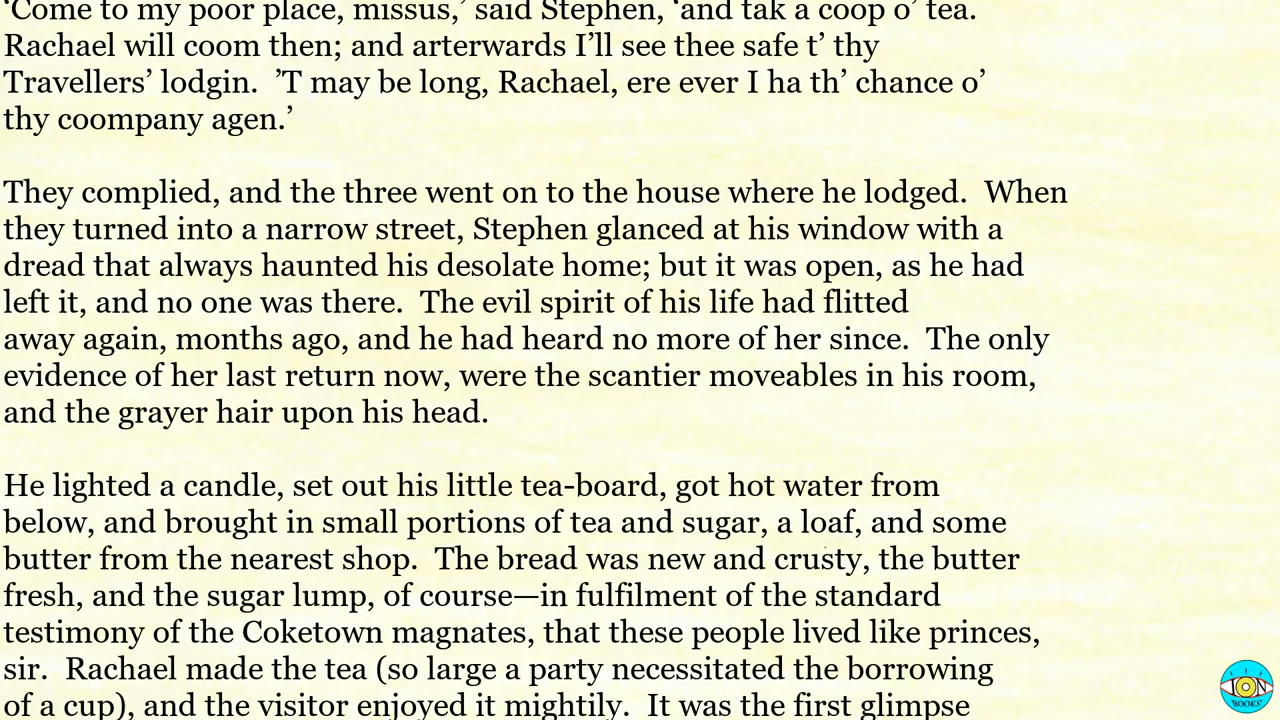 ‘Come to my poor place, missus,’ said Stephen, ‘and tak a coop o’ tea.
Rachael will coom then; and arterwards I’ll see thee safe t’ thy
Travellers’ lodgin.  ’T may be long, Rachael, ere ever I ha th’ chance o’
thy coompany agen.’

They complied, and the three went on to the house where he lodged.  When
they turned into a narrow street, Stephen glanced at his window with a
dread that always haunted his desolate home; but it was open, as he had
left it, and no one was there.  The evil spirit of his life had flitted
away again, months ago, and he had heard no more of her since.  The only
evidence of her last return now, were the scantier moveables in his room,
and the grayer hair upon his head.

He lighted a candle, set out his little tea-board, got hot water from
below, and brought in small portions of tea and sugar, a loaf, and some
butter from the nearest shop.  The bread was new and crusty, the butter
fresh, and the sugar lump, of course—in fulfilment of the standard
testimony of the Coketown magnates, that these people lived like princes,
sir.  Rachael made the tea (so large a party necessitated the borrowing
of a cup), and the visitor enjoyed it mightily.  It was the first glimpse
ION
BOOKS